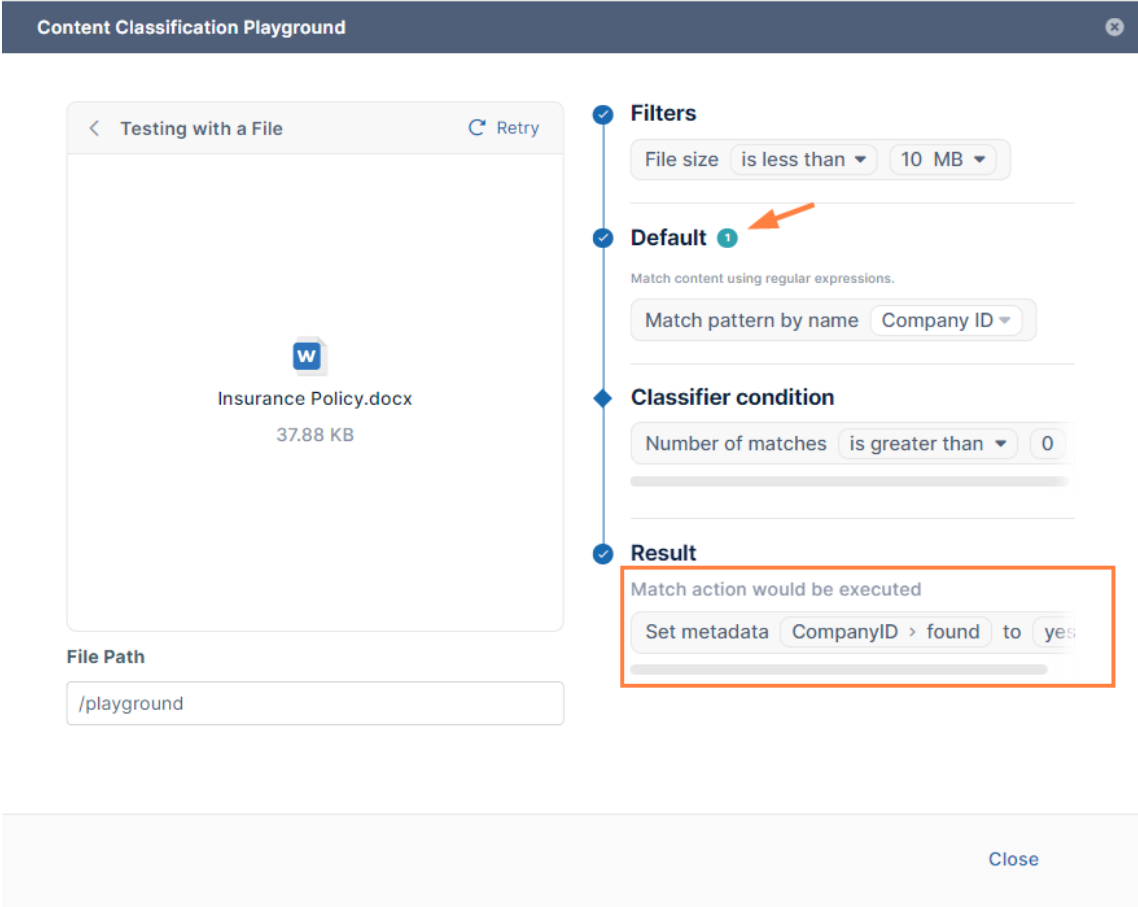 Content Classification Playground
Testing with a File
Retry
W
Insurance Policy.docx
37.88 KB
File Path
/playground
Filters
File size is less than 10 MB
Default 1
Match content using regular expressions.
Match pattern by name Company ID
Classifier condition
Number of matches is greater than 0
Result
Match action would be executed
Set metadata CompanyID › found to yes
Close